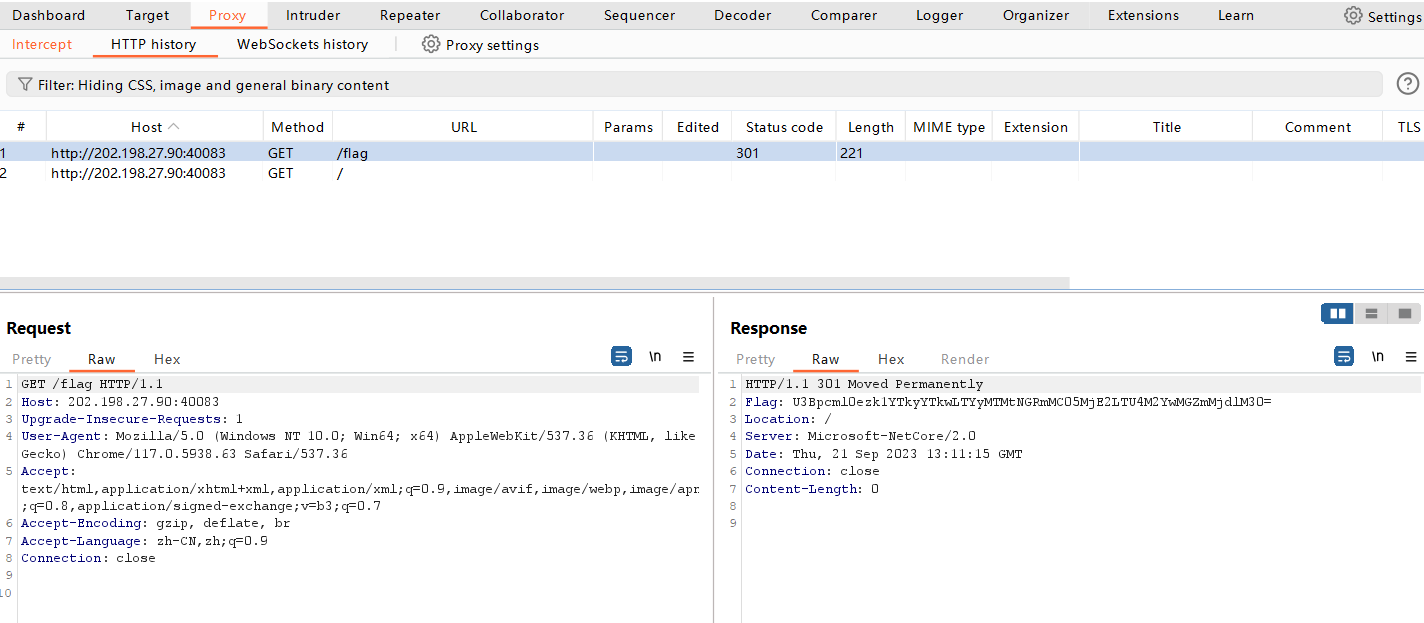 Dashboard Target Proxy Intruder Repeater Collaborator Sequencer Decoder Comparer Logger Organizer Extensions Learn Settings
Intercept HTTP history WebSockets history Proxy settings
Filter: Hiding CSS, image and general binary content
# Host Method URL Params Edited Status code Length MIME type Extension Title Comment TLS
1 http://202.198.27.90:40083 GET /flag 301 221
2 http://202.198.27.90:40083 GET /
Request
Pretty Raw Hex \n
1 GET /flag HTTP/1.1
2 Host: 202.198.27.90:40083
3 Upgrade-Insecure-Requests: 1
4 User-Agent: Mozilla/5.0 (Windows NT 10.0; Win64; x64) AppleWebKit/537.36 (KHTML, like
Gecko) Chrome/117.0.5938.63 Safari/537.36
5 Accept:
text/html,application/xhtml+xml,application/xml;q=0.9,image/avif,image/webp,image/apn
;q=0.8,application/signed-exchange;v=b3;q=0.7
6 Accept-Encoding: gzip, deflate, br
7 Accept-Language: zh-CN,zh;q=0.9
8 Connection: close
9
10
Response
Pretty Raw Hex Render \n
1 HTTP/1.1 301 Moved Permanently
2 Flag: U3Bpcml0ezk1YTkyYTkwLTYyMTMtNGRmMC05MjE2LTU4M2YwMGZmMjdlM30=
3 Location: /
4 Server: Microsoft-NetCore/2.0
5 Date: Thu, 21 Sep 2023 13:11:15 GMT
6 Connection: close
7 Content-Length: 0
8
9